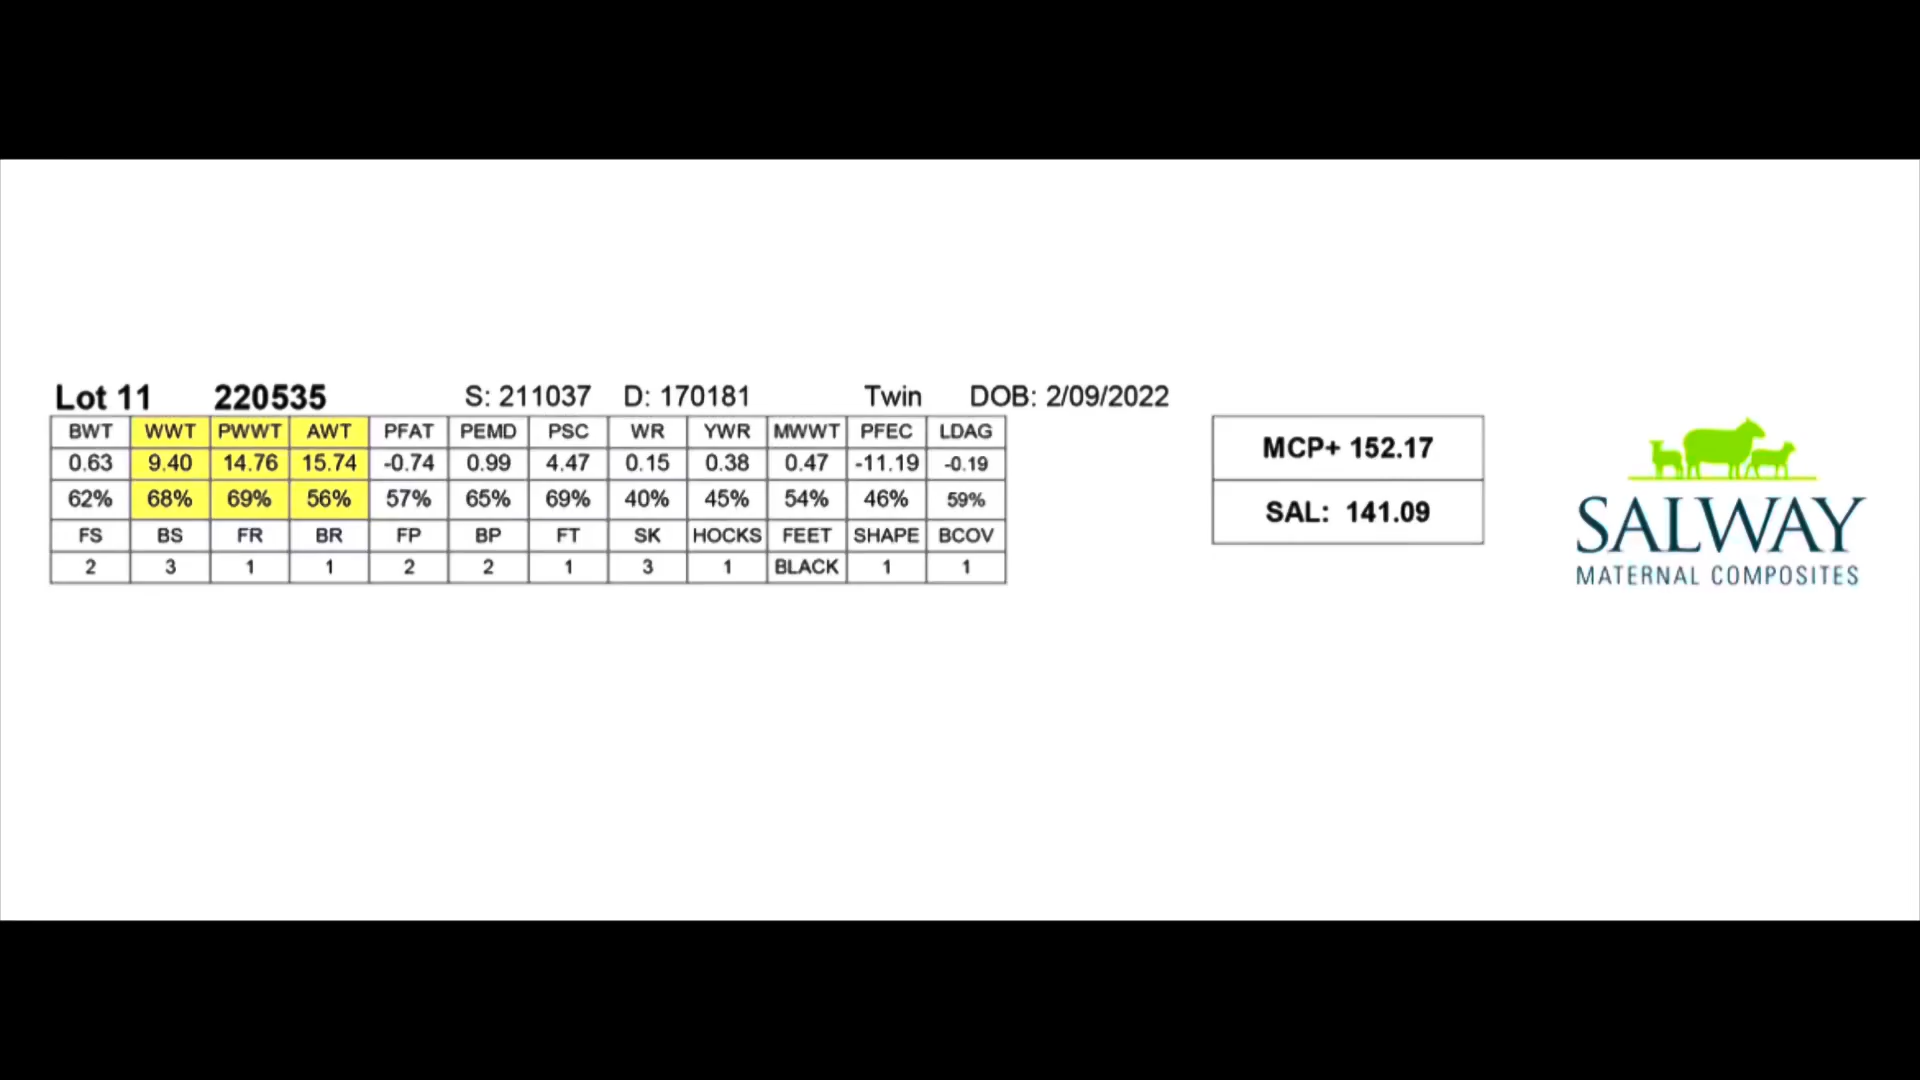 Lot 11 220535 S: 211037 D: 170181 Twin DOB: 2/09/2022
BWT WWT PWWT AWT PFAT PEMD PSC WR YWR MWWT PFEC LDAG
0.63 9.40 14.76 15.74 -0.74 0.99 4.47 0.15 0.38 0.47 -11.19 -0.19
62% 68% 69% 56% 57% 65% 69% 40% 45% 54% 46% 59%
FS BS FR BR FP BP FT SK HOCKS FEET SHAPE BCOV
2 3 1 1 2 2 1 3 1 BLACK 1 1
MCP+ 152.17
SAL: 141.09
SALWAY
MATERNAL COMPOSITES